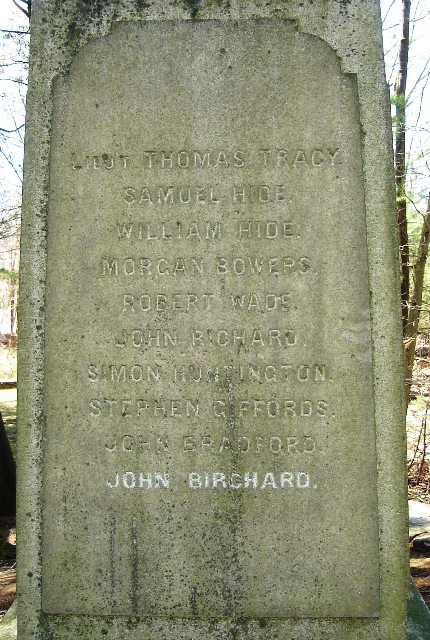 LIEUT THOMAS TRACY.
SAMUEL HIDE.
WILLIAM HIDE.
MORGAN BOWERS.
ROBERT WADE.
JOHN RICHARD.
SIMON HUNTINGTON.
STEPHEN GIFFORDS.
JOHN BRADFORD.
JOHN BIRCHARD.